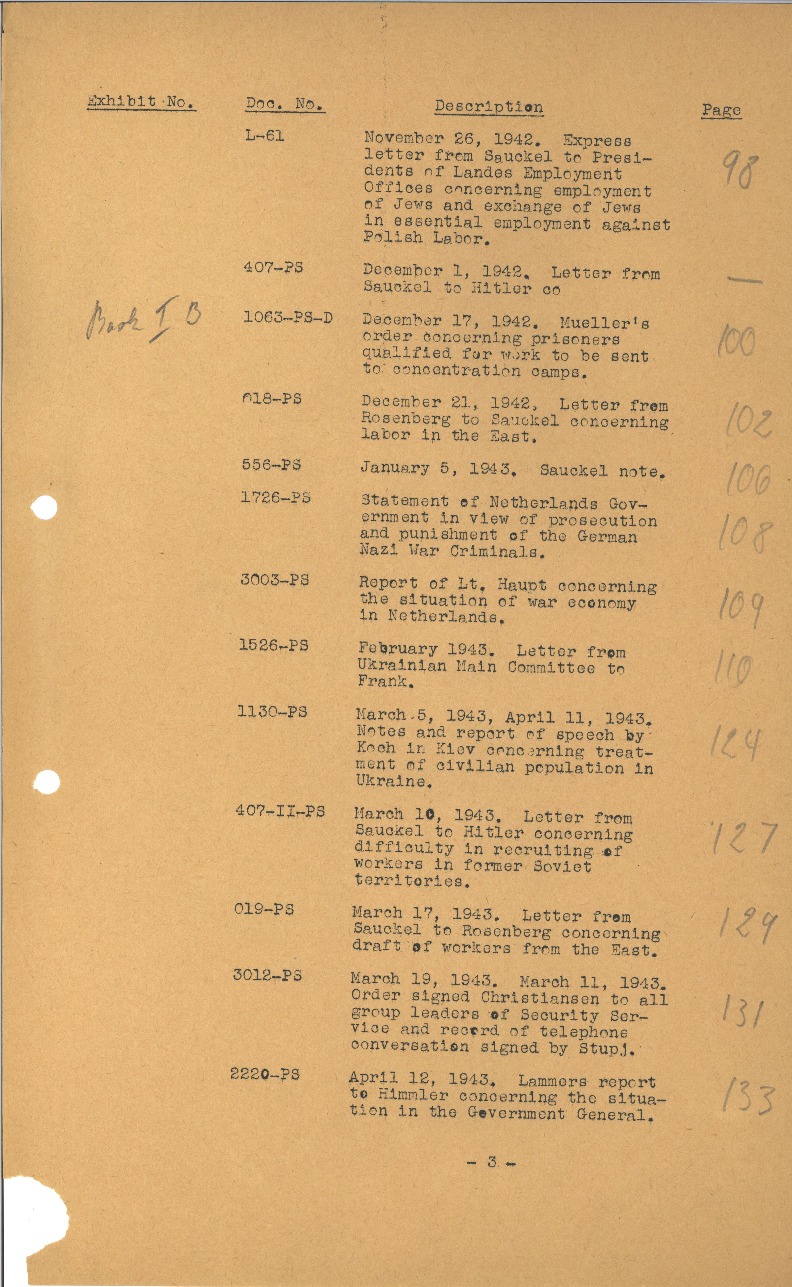 Exhibit No. Doc. No. Description Page
L-61 November 26, 1942. Express
letter from Sauckel to Presi-
dents of Landes Employment 98
Offices concerning employment
of Jews and exchange of Jews
in essential employment against
Polish Labor.
407-PS December 1, 1942. Letter from
Sauckel to Hitler co —
Book I B 1063-PS-D December 17, 1942. Mueller's
order concerning prisoners 100
qualified for work to be sent
to concentration camps.
018-PS December 21, 1942, Letter from
Rosenberg to Sauckel concerning 102
labor in the East.
556-PS January 5, 1943. Sauckel note. 106
1726-PS Statement of Netherlands Gov-
ernment in view of prosecution 108
and punishment of the German
Nazi War Criminals.
3003-PS Report of Lt. Haupt concerning
the situation of war economy 109
in Netherlands.
1526-PS February 1943. Letter from
Ukrainian Main Committee to 110
Frank.
1130-PS March 5, 1943, April 11, 1943.
Notes and report of speech by
Koch in Kiev concerning treat- 124
ment of civilian population in
Ukraine.
407-II-PS March 10, 1943. Letter from
Sauckel to Hitler concerning 127
difficulty in recruiting of
workers in former Soviet
territories.
019-PS March 17, 1943. Letter from
Sauckel to Rosenberg concerning 129
draft of workers from the East.
3012-PS March 19, 1943. March 11, 1943.
Order signed Christiansen to all
group leaders of Security Ser- 131
vice and record of telephone
conversation signed by Stupj.
2220-PS April 12, 1943. Lammers report
to Himmler concerning the situa- 133
tion in the Government General.
- 3 -